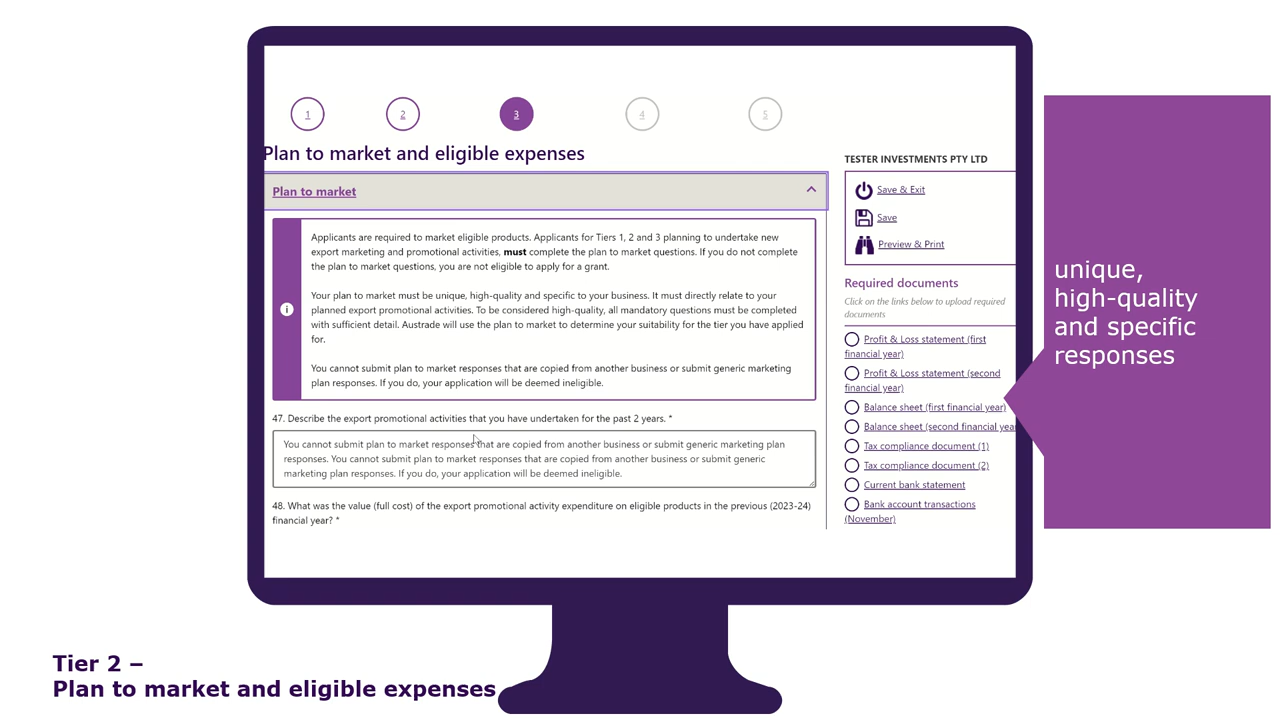 1
2
3
4
5
Plan to market and eligible expenses
Plan to market
Applicants are required to market eligible products. Applicants for Tiers 1, 2 and 3 planning to undertake new
export marketing and promotional activities, must complete the plan to market questions. If you do not complete
the plan to market questions, you are not eligible to apply for a grant.
Your plan to market must be unique, high-quality and specific to your business. It must directly relate to your
planned export promotional activities. To be considered high-quality, all mandatory questions must be completed
with sufficient detail. Austrade will use the plan to market to determine your suitability for the tier you have applied
for.
You cannot submit plan to market responses that are copied from another business or submit generic marketing
plan responses. If you do, your application will be deemed ineligible.
47. Describe the export promotional activities that you have undertaken for the past 2 years. *
You cannot submit plan to market responses that are copied from another business or submit generic marketing plan
responses. You cannot submit plan to market responses that are copied from another business or submit generic
marketing plan responses. If you do, your application will be deemed ineligible.
48. What was the value (full cost) of the export promotional activity expenditure on eligible products in the previous (2023-24)
financial year? *
TESTER INVESTMENTS PTY LTD
Save & Exit
Save
Preview & Print
Required documents
Click on the links below to upload required
documents
Profit & Loss statement (first
financial year)
Profit & Loss statement (second
financial year)
Balance sheet (first financial year)
Balance sheet (second financial year
Tax compliance document (1)
Tax compliance document (2)
Current bank statement
Bank account transactions
(November)
unique,
high-quality
and specific
responses
Tier 2 –
Plan to market and eligible expenses